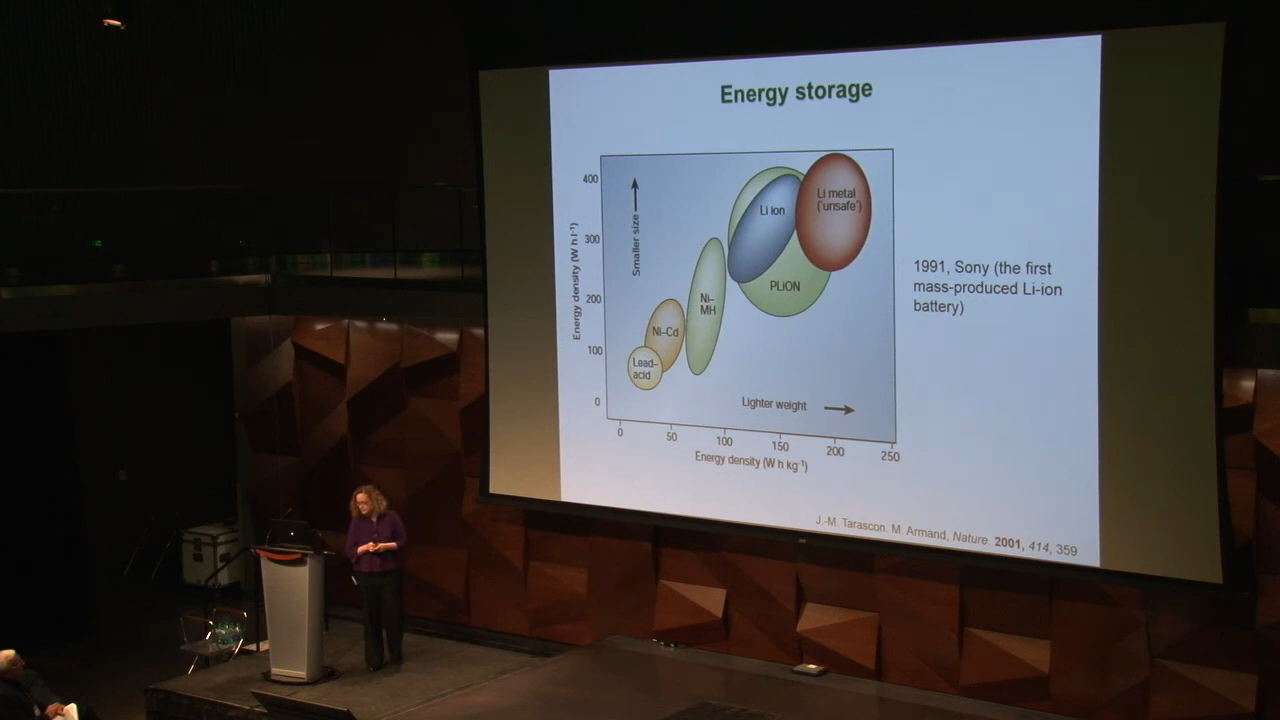 Energy storage
400
300
200
100
0
Energy density (W h l⁻¹)
Smaller size
Li ion
Li metal
('unsafe')
PLiON
Ni–
MH
Ni–Cd
Lead–
acid
Lighter weight
0
50
100
150
200
250
Energy density (W h kg⁻¹)
1991, Sony (the first
mass-produced Li-ion
battery)
J.-M. Tarascon. M. Armand, Nature. 2001, 414, 359